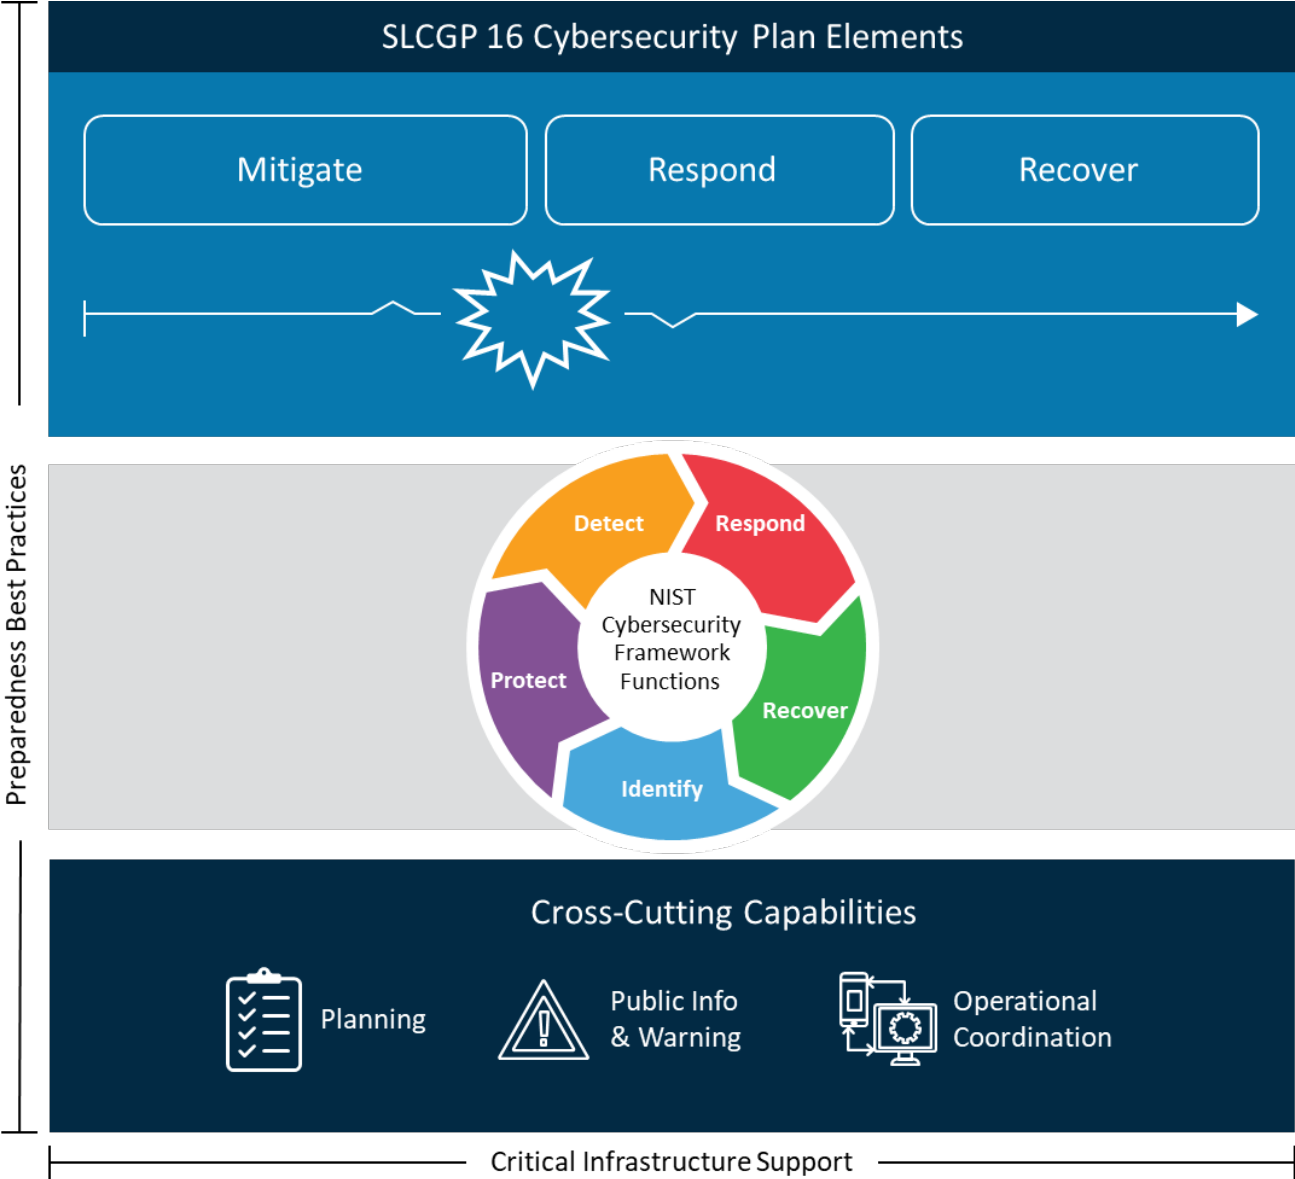 SLCGP 16 Cybersecurity Plan Elements
Mitigate
Respond
Recover
Preparedness Best Practices
Detect
Respond
NIST
Cybersecurity
Framework
Functions
Protect
Recover
Identify
Cross-Cutting Capabilities
Planning
Public Info
& Warning
Operational
Coordination
Critical Infrastructure Support